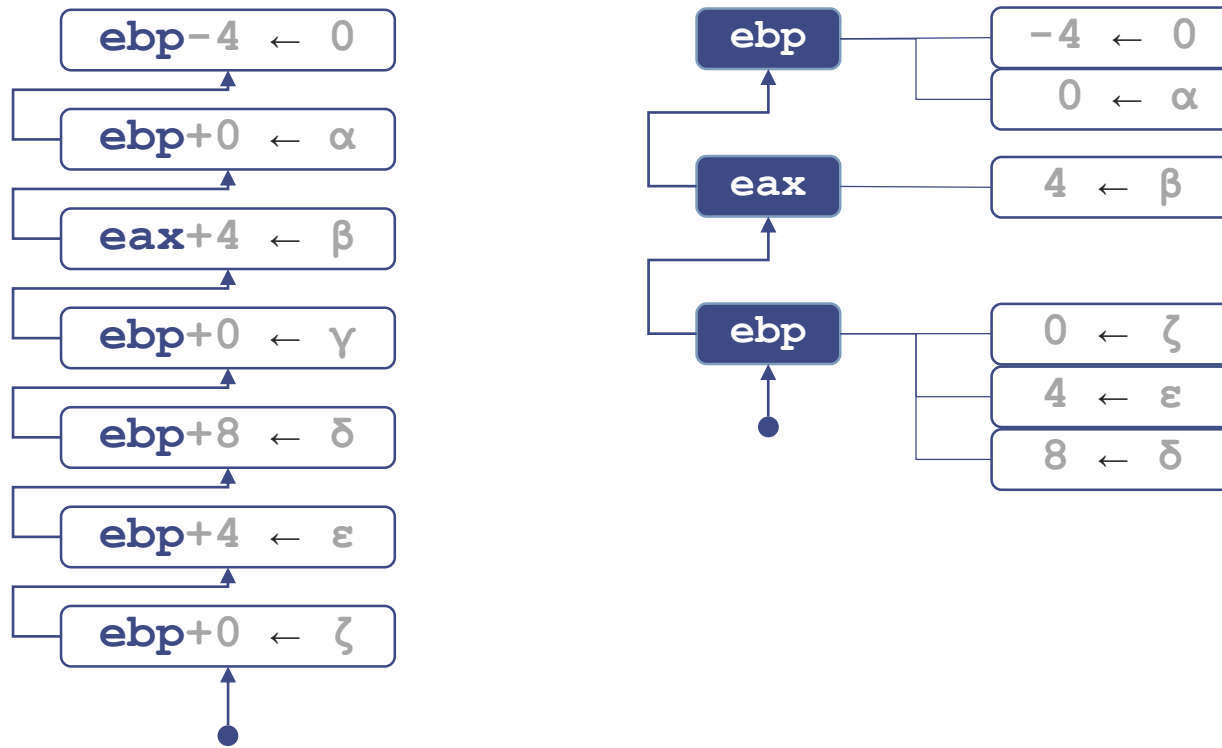 ebp-4 ← 0
ebp+0 ← α
eax+4 ← β
ebp+0 ← γ
ebp+8 ← δ
ebp+4 ← ε
ebp+0 ← ζ
ebp
-4 ← 0
0 ← α
eax
4 ← β
ebp
0 ← ζ
4 ← ε
8 ← δ